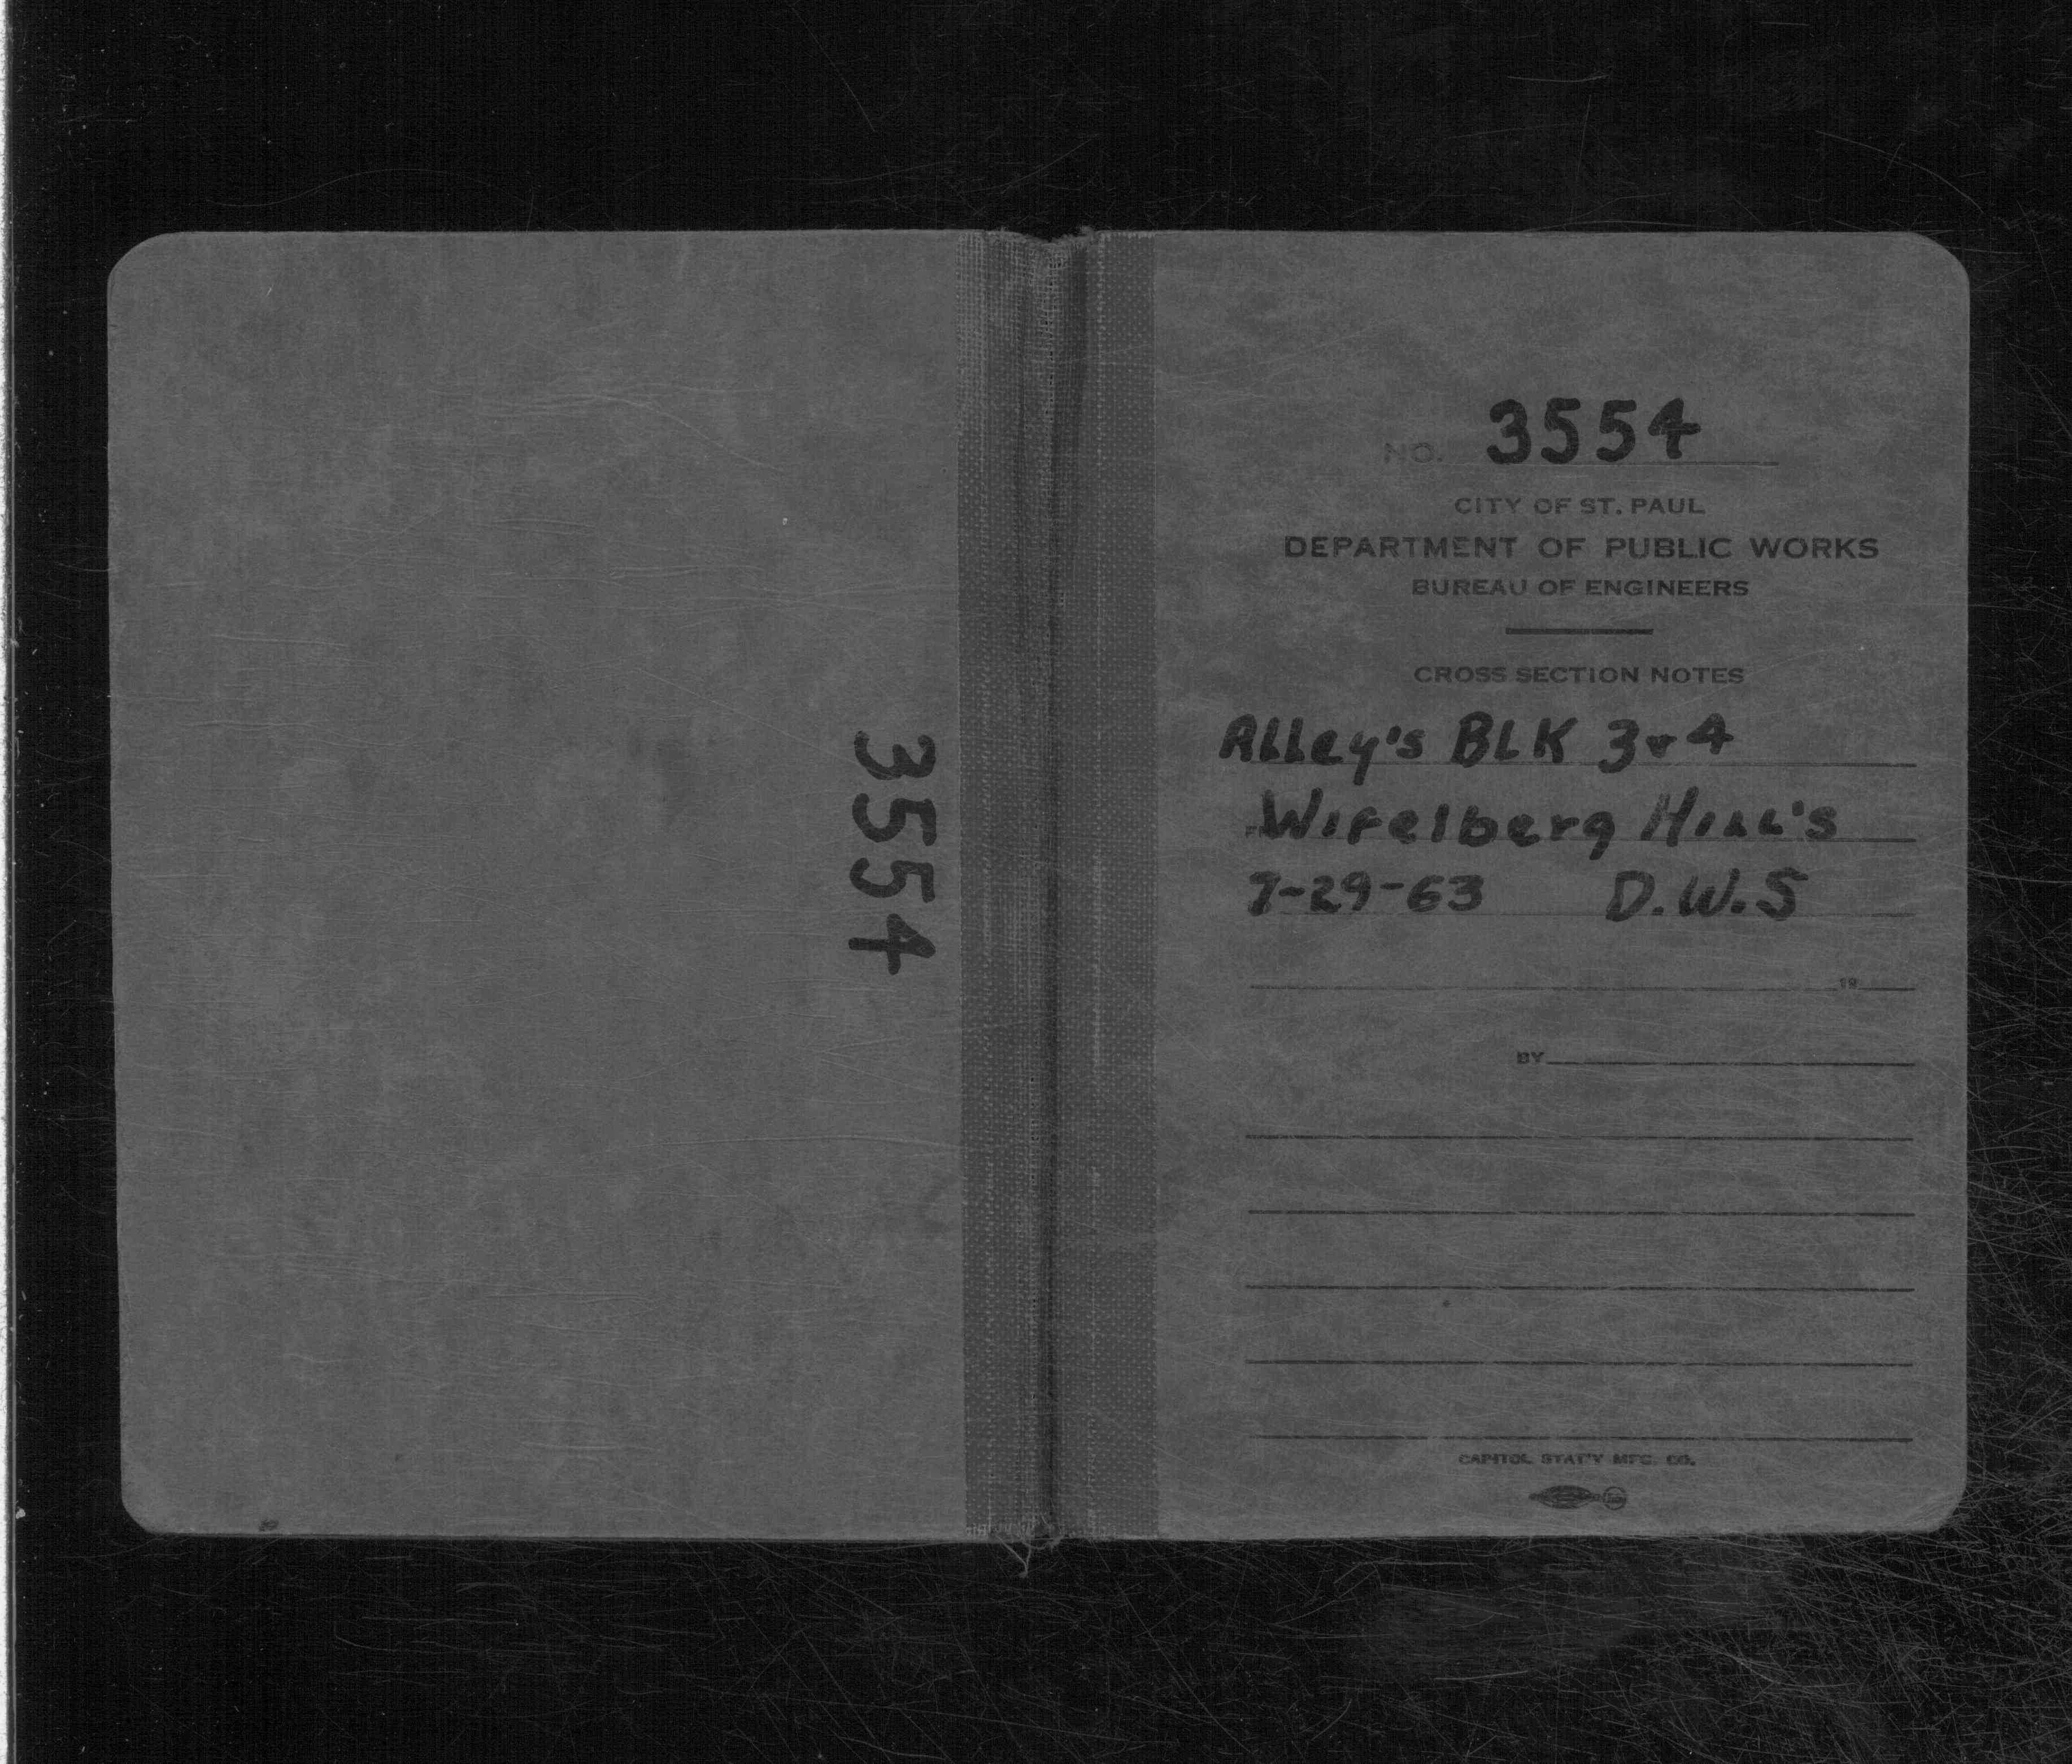 3554
NO. 3554
CITY OF ST. PAUL
DEPARTMENT OF PUBLIC WORKS
BUREAU OF ENGINEERS
CROSS SECTION NOTES
Alley's BLK 3 & 4
Wifelberg Hill's
7-29-63 D.W.S
19
BY
CAPITOL STAT'Y MFG. CO.